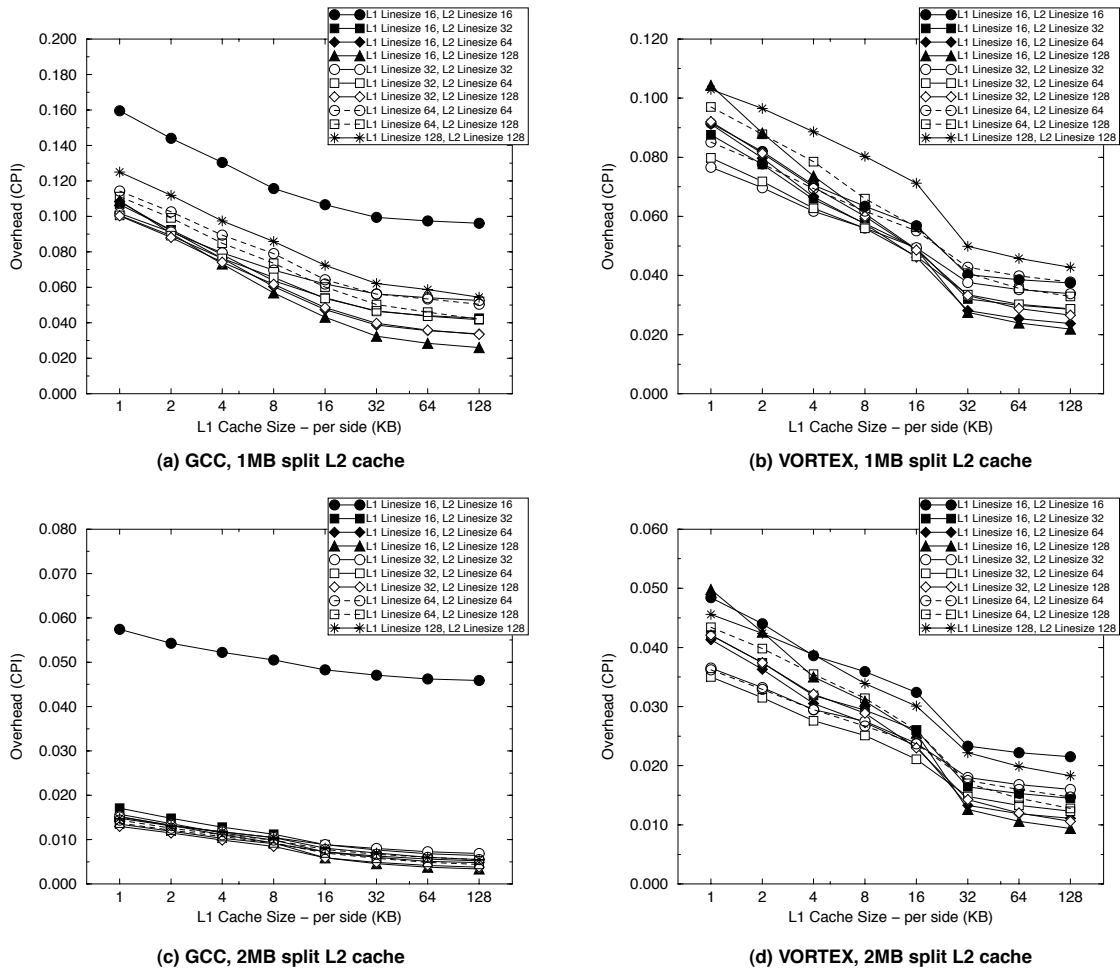 L1 Linesize 16, L2 Linesize 16
L1 Linesize 16, L2 Linesize 32
L1 Linesize 16, L2 Linesize 64
L1 Linesize 16, L2 Linesize 128
L1 Linesize 32, L2 Linesize 32
L1 Linesize 32, L2 Linesize 64
L1 Linesize 32, L2 Linesize 128
L1 Linesize 64, L2 Linesize 64
L1 Linesize 64, L2 Linesize 128
L1 Linesize 128, L2 Linesize 128
0.200
0.180
0.160
0.140
0.120
0.100
0.080
0.060
0.040
0.020
0.000
Overhead (CPI)
1 2 4 8 16 32 64 128
L1 Cache Size – per side (KB)
(a) GCC, 1MB split L2 cache
L1 Linesize 16, L2 Linesize 16
L1 Linesize 16, L2 Linesize 32
L1 Linesize 16, L2 Linesize 64
L1 Linesize 16, L2 Linesize 128
L1 Linesize 32, L2 Linesize 32
L1 Linesize 32, L2 Linesize 64
L1 Linesize 32, L2 Linesize 128
L1 Linesize 64, L2 Linesize 64
L1 Linesize 64, L2 Linesize 128
L1 Linesize 128, L2 Linesize 128
0.120
0.100
0.080
0.060
0.040
0.020
0.000
Overhead (CPI)
1 2 4 8 16 32 64 128
L1 Cache Size – per side (KB)
(b) VORTEX, 1MB split L2 cache
L1 Linesize 16, L2 Linesize 16
L1 Linesize 16, L2 Linesize 32
L1 Linesize 16, L2 Linesize 64
L1 Linesize 16, L2 Linesize 128
L1 Linesize 32, L2 Linesize 32
L1 Linesize 32, L2 Linesize 64
L1 Linesize 32, L2 Linesize 128
L1 Linesize 64, L2 Linesize 64
L1 Linesize 64, L2 Linesize 128
L1 Linesize 128, L2 Linesize 128
0.080
0.070
0.060
0.050
0.040
0.030
0.020
0.010
0.000
Overhead (CPI)
1 2 4 8 16 32 64 128
L1 Cache Size – per side (KB)
(c) GCC, 2MB split L2 cache
L1 Linesize 16, L2 Linesize 16
L1 Linesize 16, L2 Linesize 32
L1 Linesize 16, L2 Linesize 64
L1 Linesize 16, L2 Linesize 128
L1 Linesize 32, L2 Linesize 32
L1 Linesize 32, L2 Linesize 64
L1 Linesize 32, L2 Linesize 128
L1 Linesize 64, L2 Linesize 64
L1 Linesize 64, L2 Linesize 128
L1 Linesize 128, L2 Linesize 128
0.060
0.050
0.040
0.030
0.020
0.010
0.000
Overhead (CPI)
1 2 4 8 16 32 64 128
L1 Cache Size – per side (KB)
(d) VORTEX, 2MB split L2 cache